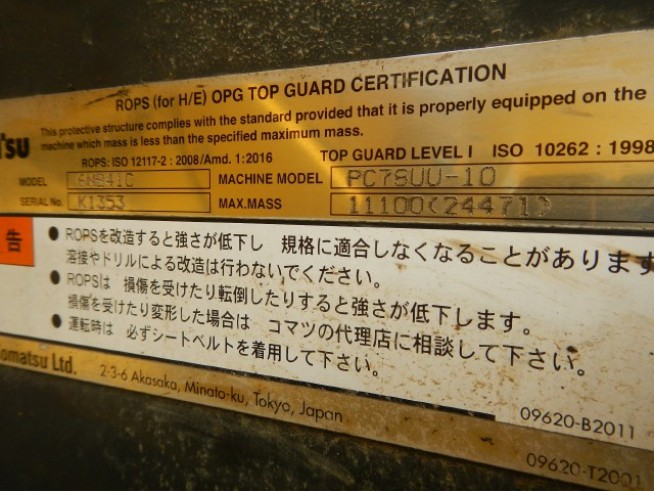 ROPS (for H/E) OPG TOP GUARD CERTIFICATION
This protective structure complies with the standard provided that it is properly equipped on the
machine which mass is less than the specified maximum mass.
ROPS: ISO 12117-2 : 2008/Amd. 1:2016 TOP GUARD LEVEL I ISO 10262 : 1998
MODEL MACHINE MODEL PC78UU-10
SERIAL No. K1353 MAX.MASS 11100(24471)
告
● ROPSを改造すると強さが低下し 規格に適合しなくなることがあります
溶接やドリルによる改造は行わないでください。
● ROPSは 損傷を受けたり転倒したりすると強さが低下します。
損傷を受けたり変形した場合は コマツの代理店に相談して下さい。
● 運転時は 必ずシートベルトを着用して下さい。
omatsu Ltd. 2-3-6 Akasaka, Minato-ku, Tokyo, Japan
09620-B2011
09620-T2001